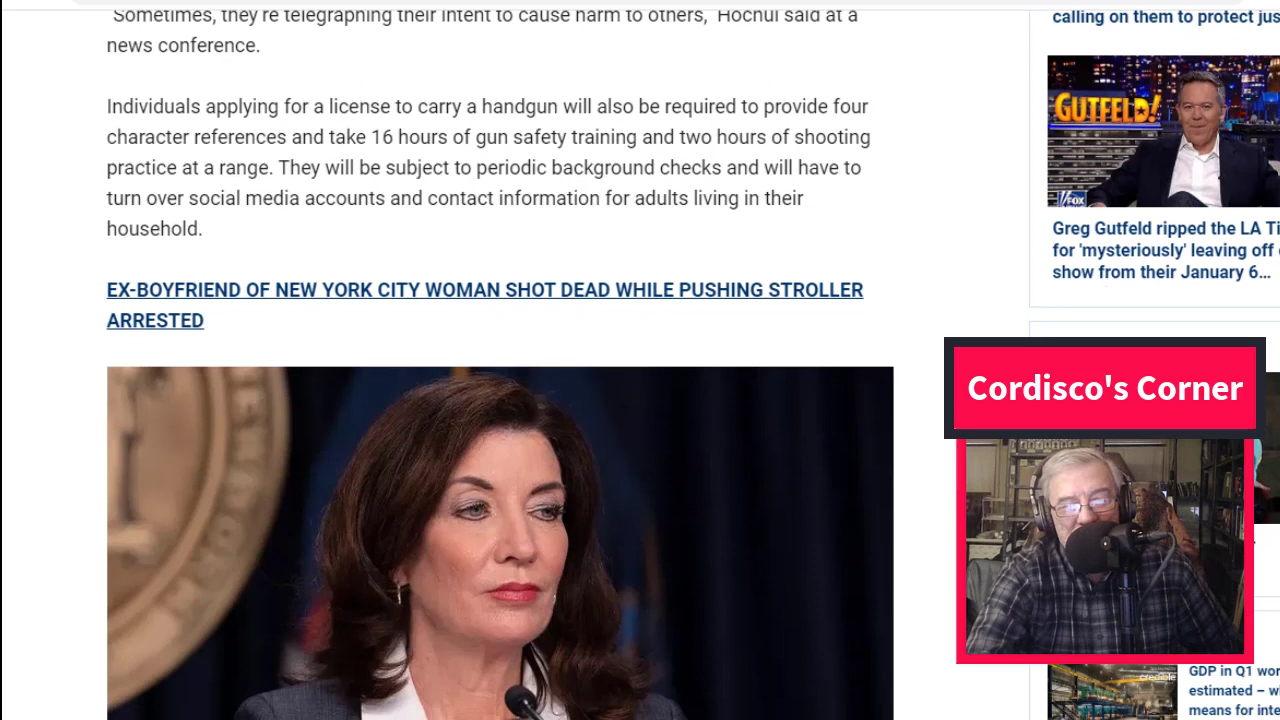 "Sometimes, they're telegraphing their intent to cause harm to others," Hochul said at a
news conference.
Individuals applying for a license to carry a handgun will also be required to provide four
character references and take 16 hours of gun safety training and two hours of shooting
practice at a range. They will be subject to periodic background checks and will have to
turn over social media accounts and contact information for adults living in their
household.
EX-BOYFRIEND OF NEW YORK CITY WOMAN SHOT DEAD WHILE PUSHING STROLLER
ARRESTED
calling on them to protect jus
GUTFELD!
FOX
Greg Gutfeld ripped the LA Ti
for 'mysteriously' leaving off
show from their January 6...
Cordisco's Corner
credible
GDP in Q1 wor
estimated – w
means for inte